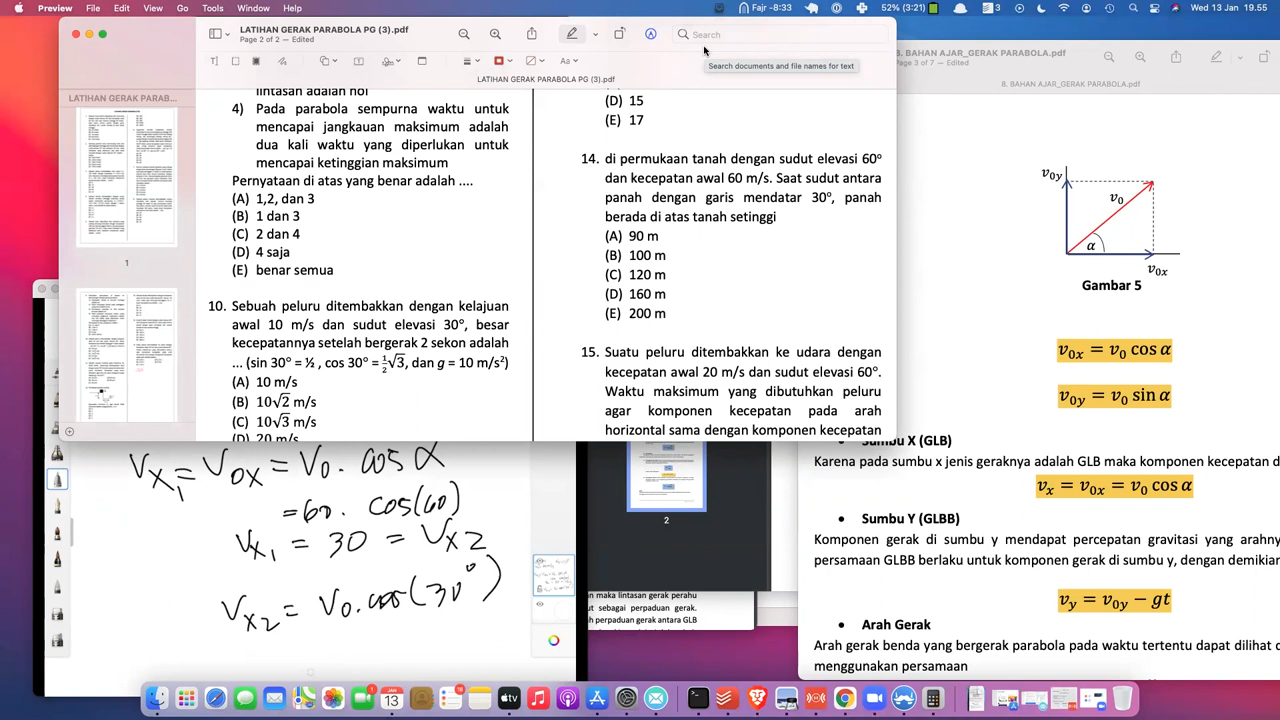 Preview File Edit View Go Tools Window Help
Fajr -8:33
52% (3:20)
Wed Jan 13 13.55
LATIHAN GERAK PARABOLA PG (3).pdf
Page 2 of 2 — Edited
Search
Search documents and file names for text
LATIHAN GERAK PARABOLA PG (3).pdf
LATIHAN GERAK PARAB...
1
lintasan adalah nol
4) Pada parabola sempurna waktu untuk
mencapai jangkauan maksimum adalah
dua kali waktu yang diperlukan untuk
mencapai ketinggian maksimum
Pernyataan diatas yang benar adalah ....
(A) 1,2, dan 3
(B) 1 dan 3
(C) 2 dan 4
(D) 4 saja
(E) benar semua
10. Sebuah peluru ditembakkan dengan kelajuan
awal 20 m/s dan sudut elevasi 30°, besar
kecepatannya setelah bergerak 2 sekon adalah
... (sin 30° = ½ , cos 30° = ½√3, dan g = 10 m/s²)
(A) 10 m/s
(B) 10√2 m/s
(C) 10√3 m/s
(D) 20 m/s
(D) 15
(E) 17
14. di permukaan tanah dengan sudut elevasi 60°
dan kecepatan awal 60 m/s. Saat sudut antara
panah dengan garis mendatar 30°, panah
berada di atas tanah setinggi
(A) 90 m
(B) 100 m
(C) 120 m
(D) 160 m
(E) 200 m
15. Suatu peluru ditembakkan ke udara dengan
kecepatan awal 20 m/s dan sudut elevasi 60°.
Waktu maksimum yang dibutuhkan peluru
agar komponen kecepatan pada arah
horizontal sama dengan komponen kecepatan
8. BAHAN AJAR_GERAK PARABOLA.pdf
Page 3 of 7 — Edited
8. BAHAN AJAR_GERAK PARABOLA.pdf
v0y
v0
α
v0x
Gambar 5
v0x = v0 cos α
v0y = v0 sin α
• Sumbu X (GLB)
Karena pada sumbu x jenis geraknya adalah GLB maka komponen kecepatan d
vx = v0x = v0 cos α
• Sumbu Y (GLBB)
Komponen gerak di sumbu y mendapat percepatan gravitasi yang arahny
persamaan GLBB berlaku untuk komponen gerak di sumbu y, dengan demikian
vy = v0y − gt
• Arah Gerak
Arah gerak benda yang bergerak parabola pada waktu tertentu dapat dilihat d
menggunakan persamaan
Vx1 = V0x = V0 . cos α
= 60 . cos(60)
Vx1 = 30 = Vx2
Vx2 = V0.cos(30°)
2
n maka lintasan gerak perahu
ut sebagai perpaduan gerak.
h perpaduan gerak antara GLB
JAN
13
tv